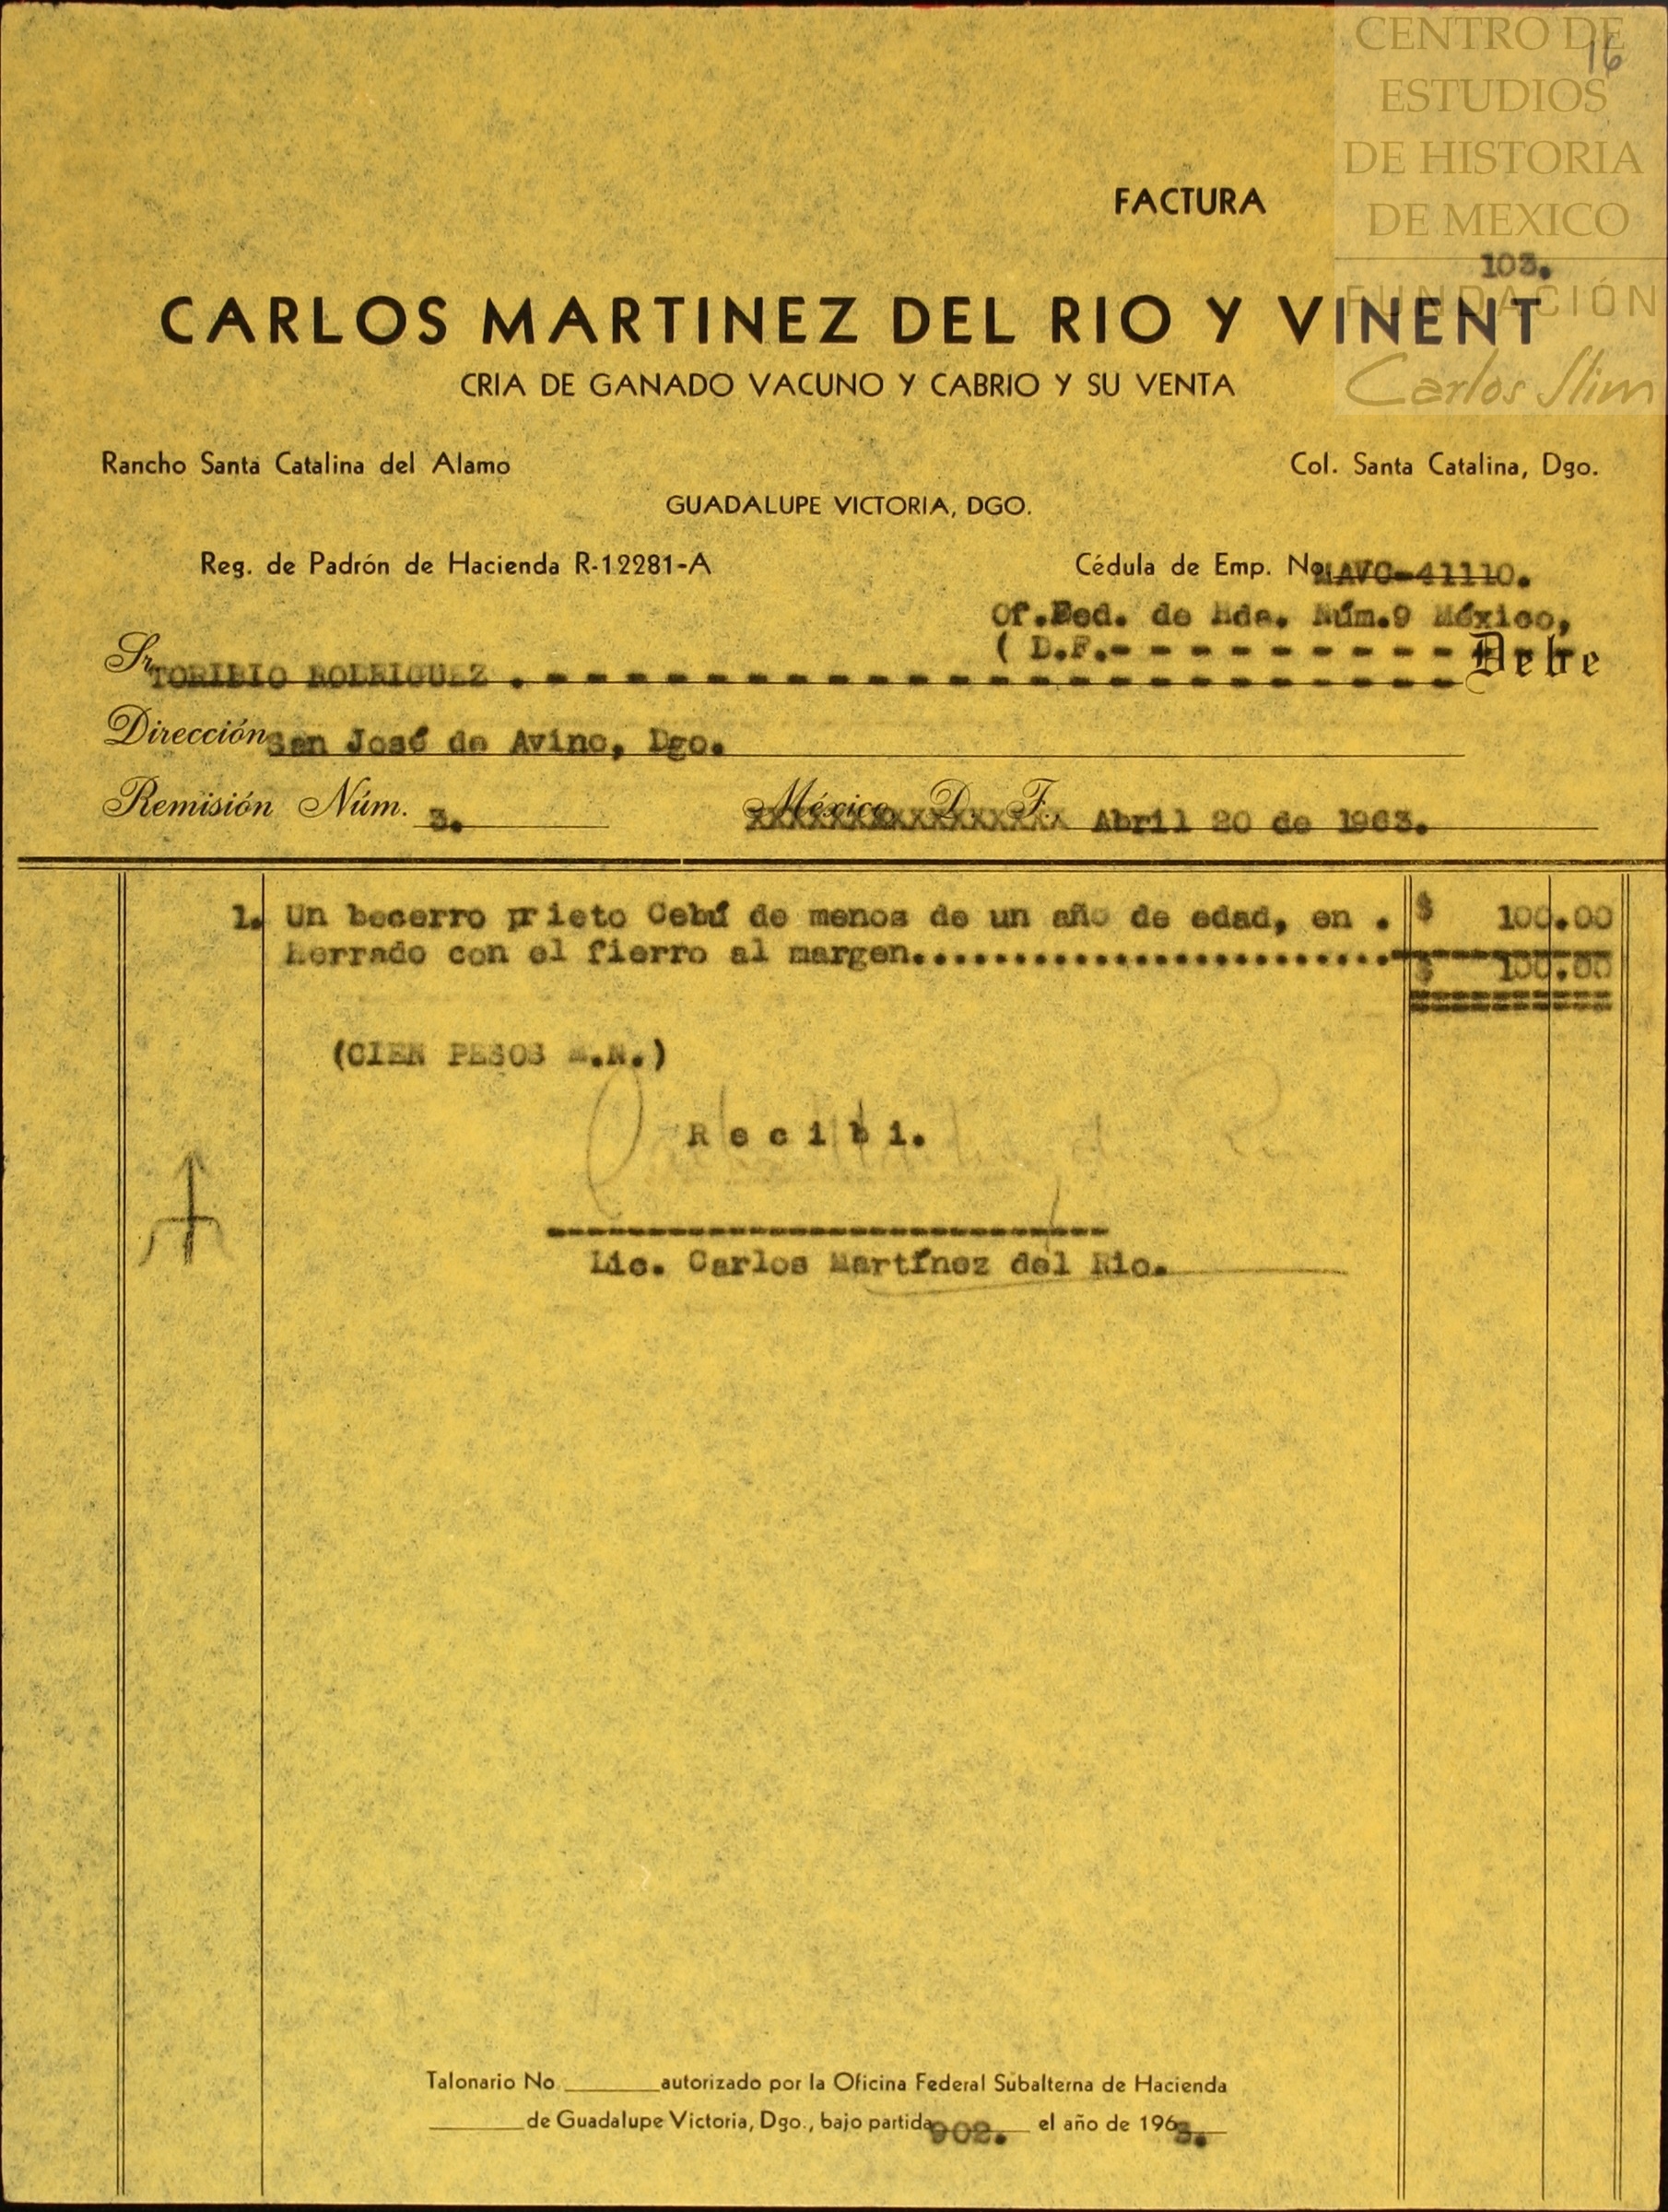 CENTRO DE
16
ESTUDIOS
DE HISTORIA
DE MEXICO
FACTURA
103.
FUNDACIÓN
Carlos Slim
CARLOS MARTINEZ DEL RIO Y VINENT
CRIA DE GANADO VACUNO Y CABRIO Y SU VENTA
Rancho Santa Catalina del Alamo
Col. Santa Catalina, Dgo.
GUADALUPE VICTORIA, DGO.
Reg. de Padrón de Hacienda R-12281-A
Cédula de Emp. No. MAVC-41110.
Of.Fed. de Hda. Núm.9 México,
( D.F.- - - - - - - - -
Sr. TORIBIO RODRIGUEZ . - - - - - - - - - - - - - - - - - - - - - - - Debe
Dirección San José de Avino, Dgo.
Remisión Núm. 3. México, D. F. Abril 20 de 1963.
1. Un becerro prieto Cebú de menos de un año de edad, en . $ 100.00
herrado con el fierro al margen........................ $ 100.00
(CIEN PESOS M.N.)
R e c i b i.
Lic. Carlos Martínez del Rio.
Talonario No. ______ autorizado por la Oficina Federal Subalterna de Hacienda
______ de Guadalupe Victoria, Dgo., bajo partida 902. el año de 1963.